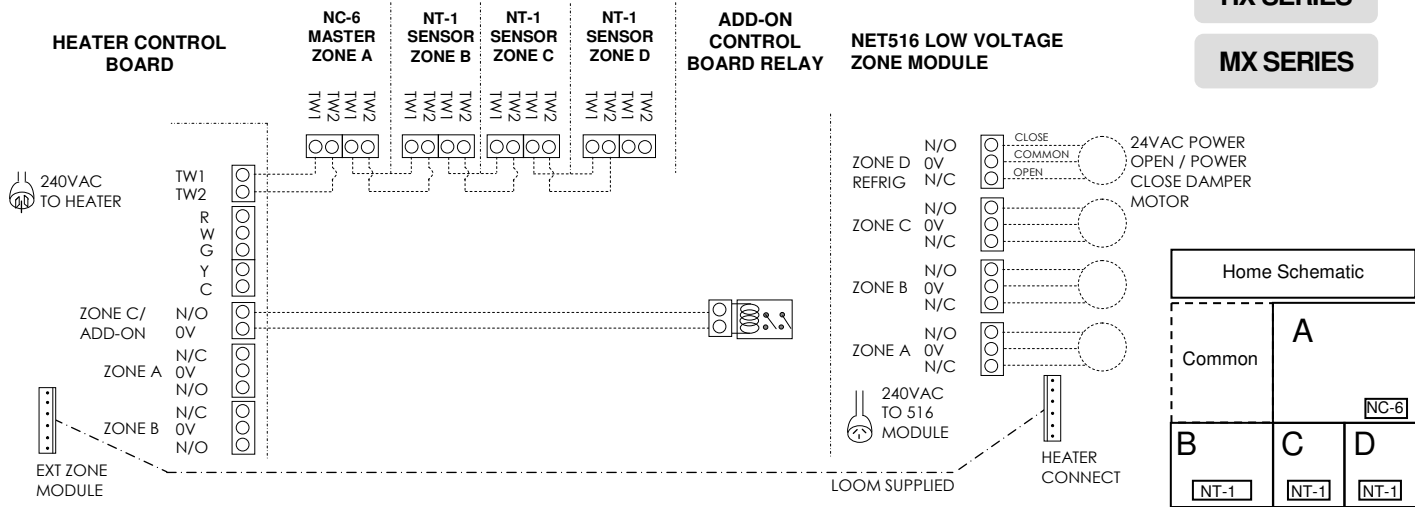 HX SERIES
MX SERIES
HEATER CONTROL
BOARD
NC-6
MASTER
ZONE A
NT-1
SENSOR
ZONE B
NT-1
SENSOR
ZONE C
NT-1
SENSOR
ZONE D
ADD-ON
CONTROL
BOARD RELAY
NET516 LOW VOLTAGE
ZONE MODULE
TW1
TW2
TW1
TW2
TW1
TW2
TW1
TW2
TW1
TW2
TW1
TW2
TW1
TW2
TW1
TW2
240VAC
TO HEATER
TW1
TW2
R
W
G
Y
C
ZONE C/
ADD-ON
N/O
0V
ZONE A
N/C
0V
N/O
ZONE B
N/C
0V
N/O
EXT ZONE
MODULE
LOOM SUPPLIED
ZONE D
REFRIG
N/O
0V
N/C
CLOSE
COMMON
OPEN
24VAC POWER
OPEN / POWER
CLOSE DAMPER
MOTOR
ZONE C
N/O
0V
N/C
ZONE B
N/O
0V
N/C
ZONE A
N/O
0V
N/C
240VAC
TO 516
MODULE
HEATER
CONNECT
Home Schematic
Common
A
NC-6
B
NT-1
C
NT-1
D
NT-1